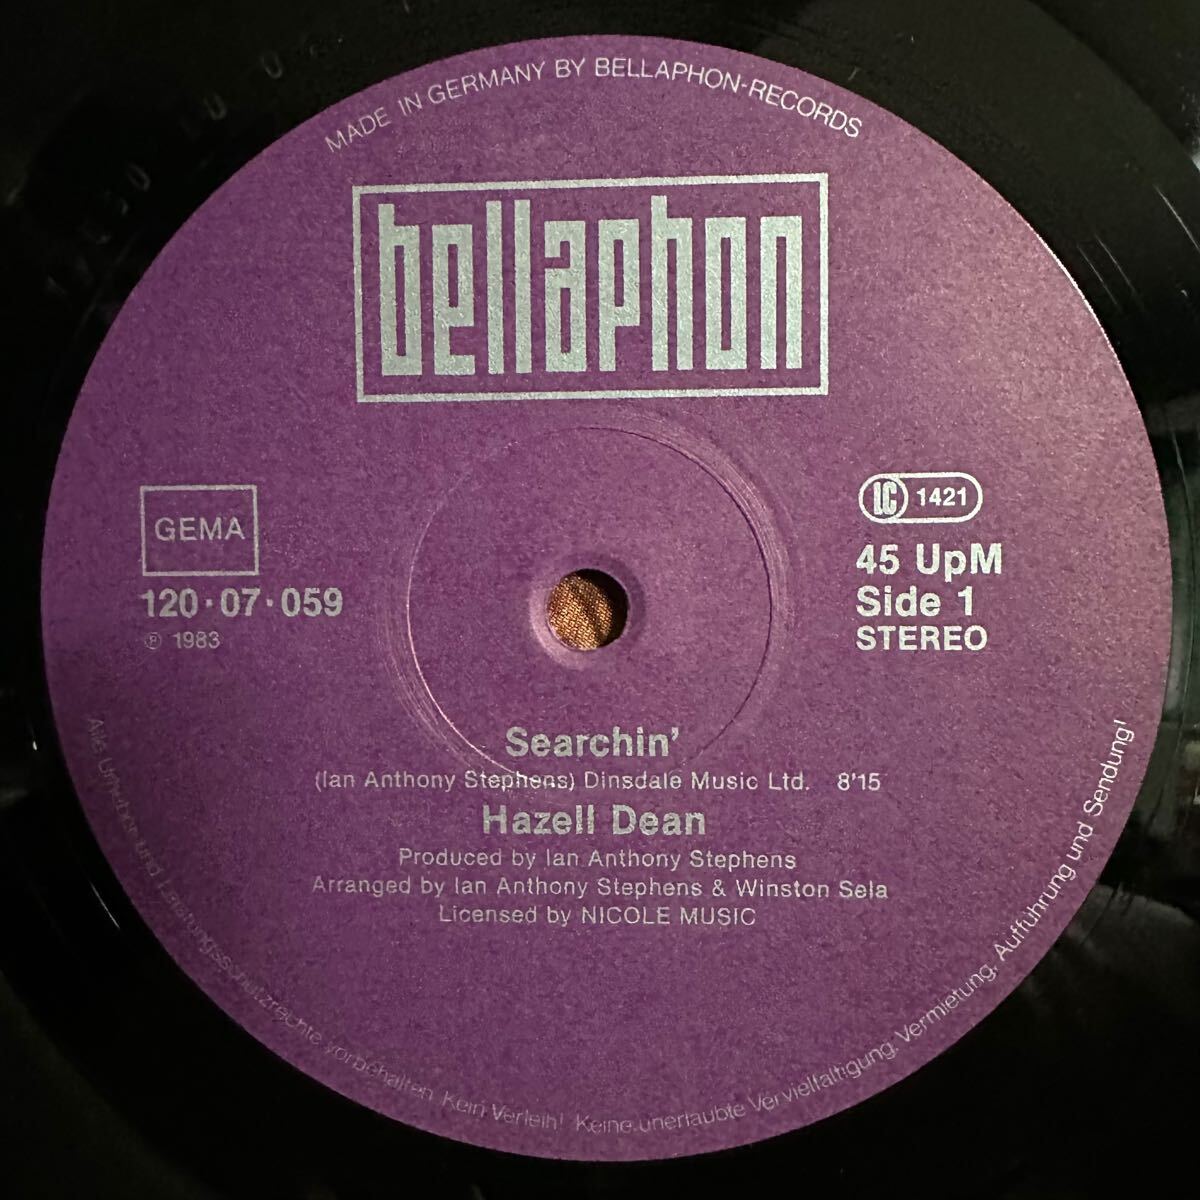 MADE IN GERMANY BY BELLAPHON-RECORDS
bellaphon
GEMA
120·07·059
℗ 1983
LC 1421
45 UpM
Side 1
STEREO
Searchin'
(Ian Anthony Stephens) Dinsdale Music Ltd. 8'15
Hazell Dean
Produced by Ian Anthony Stephens
Arranged by Ian Anthony Stephens & Winston Sela
Licensed by NICOLE MUSIC
Alle Urheber- und Leistungsschutzrechte vorbehalten. Kein Verleih! Keine unerlaubte Vervielfältigung, Vermietung, Aufführung und Sendung!